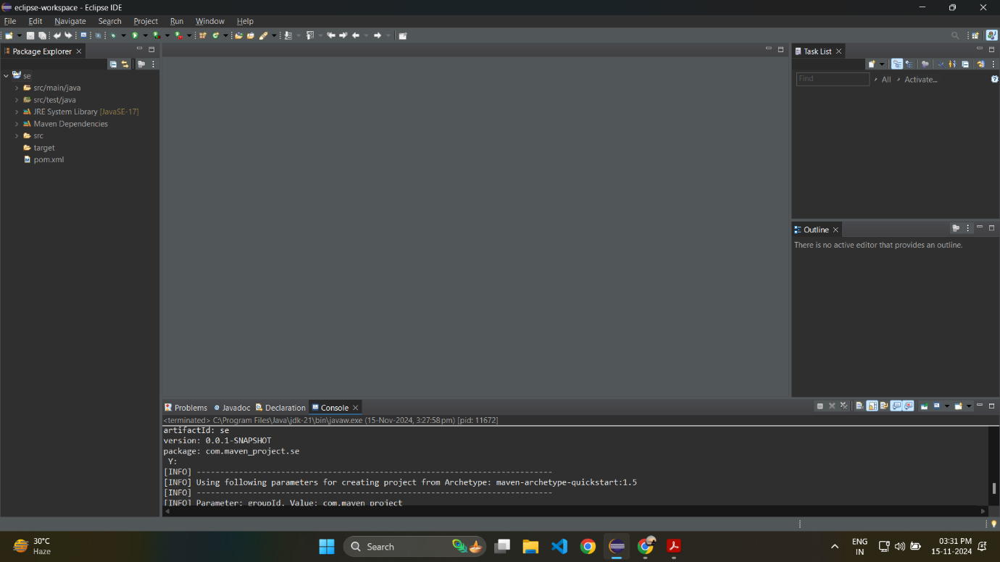 eclipse-workspace - Eclipse IDE
File Edit Navigate Search Project Run Window Help
Package Explorer
se
src/main/java
src/test/java
JRE System Library [JavaSE-17]
Maven Dependencies
src
target
pom.xml
Task List
Find All Activate...
Outline
There is no active editor that provides an outline.
Problems Javadoc Declaration Console
<terminated> C:\Program Files\Java\jdk-21\bin\javaw.exe (15-Nov-2024, 3:27:58 pm) [pid: 11672]
artifactId: se
version: 0.0.1-SNAPSHOT
package: com.maven_project.se
Y:
[INFO] ----------------------------------------------------------------------------
[INFO] Using following parameters for creating project from Archetype: maven-archetype-quickstart:1.5
[INFO] ----------------------------------------------------------------------------
[INFO] Parameter: groupId, Value: com.maven_project
30°C
Haze
Search
ENG
IN
03:31 PM
15-11-2024